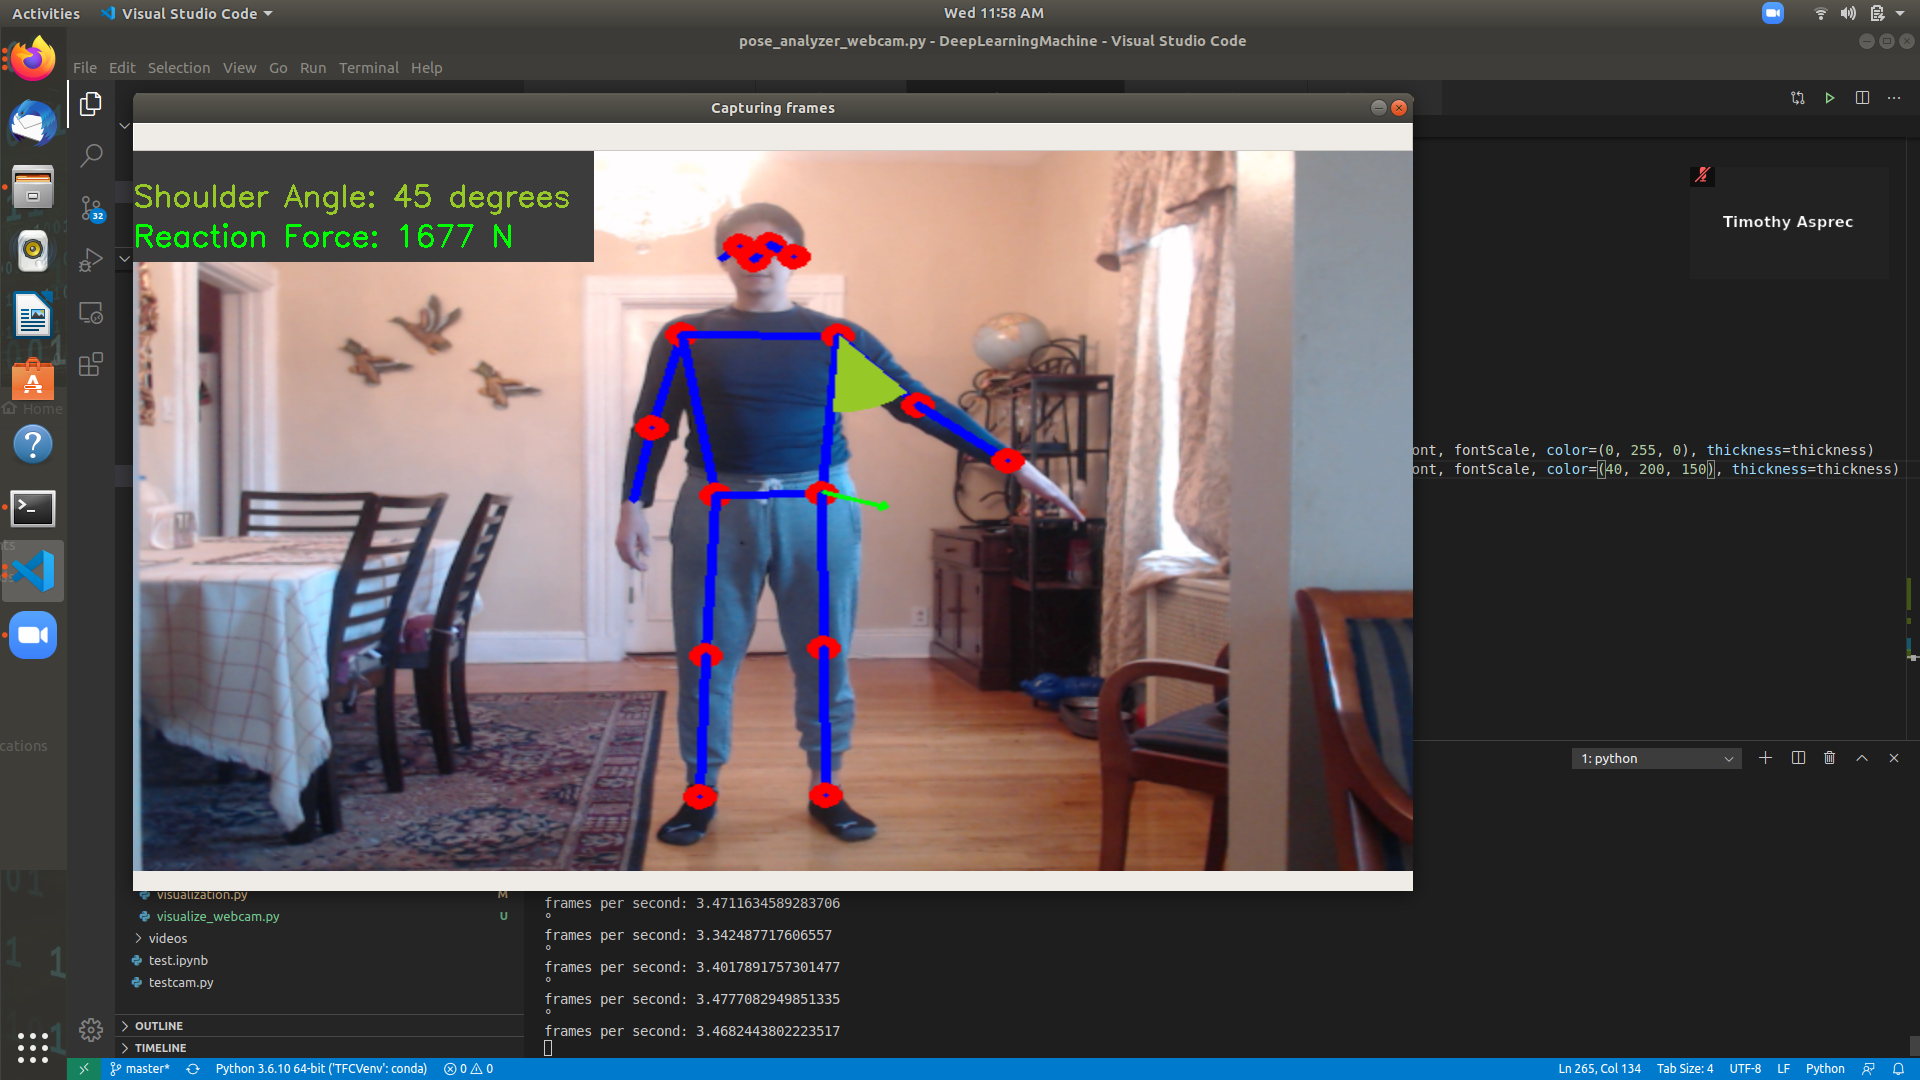 Activities
Visual Studio Code
Wed 11:58 AM
pose_analyzer_webcam.py - DeepLearningMachine - Visual Studio Code
File Edit Selection View Go Run Terminal Help
Capturing frames
Shoulder Angle: 45 degrees
Reaction Force: 1677 N
Timothy Asprec
32
Home
ont, fontScale, color=(0, 255, 0), thickness=thickness)
ont, fontScale, color=(40, 200, 150), thickness=thickness)
cations
1: python
visualization.py M
visualize_webcam.py U
videos
test.ipynb
testcam.py
OUTLINE
TIMELINE
frames per second: 3.4711634589283706
°
frames per second: 3.342487717606557
°
frames per second: 3.4017891757301477
°
frames per second: 3.4777082949851335
°
frames per second: 3.4682443802223517
master*
Python 3.6.10 64-bit ('TFCVenv': conda)
0
0
Ln 265, Col 134
Tab Size: 4
UTF-8
LF
Python